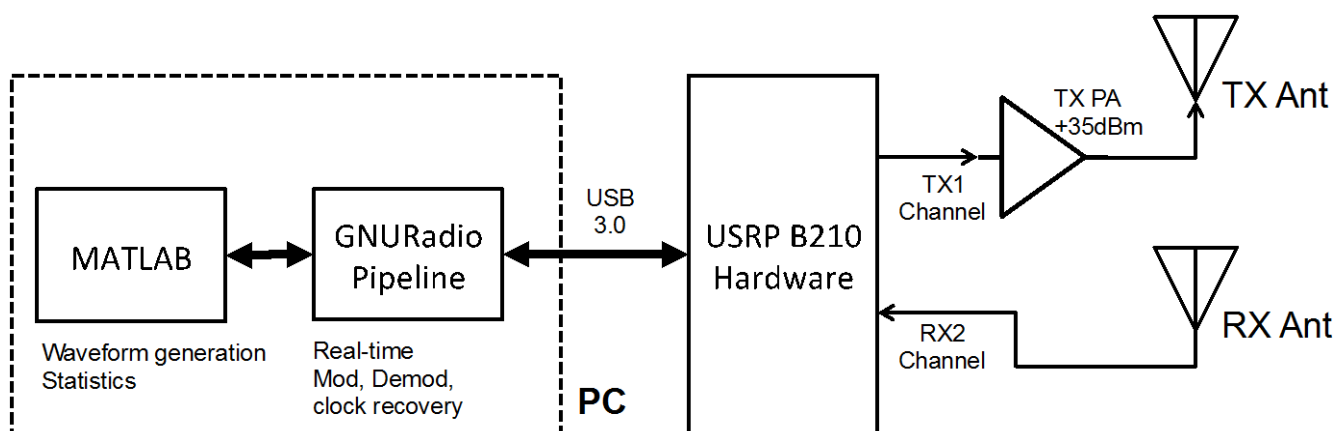 MATLAB
Waveform generation
Statistics
GNURadio
Pipeline
Real-time
Mod, Demod,
clock recovery
PC
USB
3.0
USRP B210
Hardware
TX1
Channel
TX PA
+35dBm
TX Ant
RX2
Channel
RX Ant